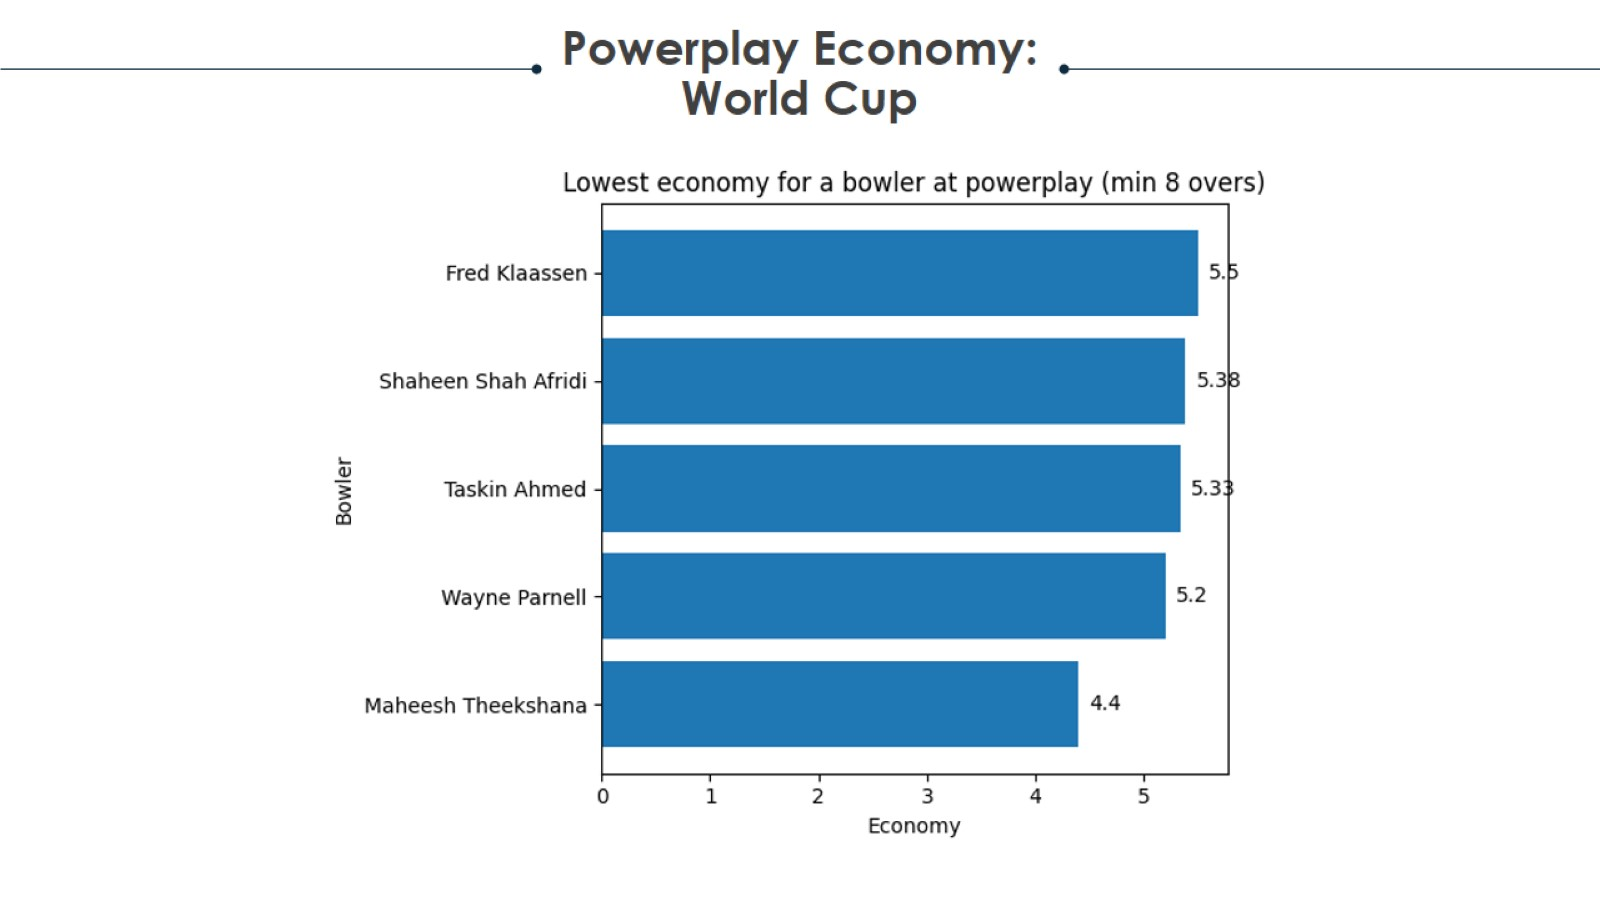 Powerplay Economy:
World Cup
Lowest economy for a bowler at powerplay (min 8 overs)
Fred Klaassen
5.5
Shaheen Shah Afridi
5.38
Bowler
Taskin Ahmed
5.33
Wayne Parnell
5.2
Maheesh Theekshana
4.4
0 1 2 3 4 5
Economy